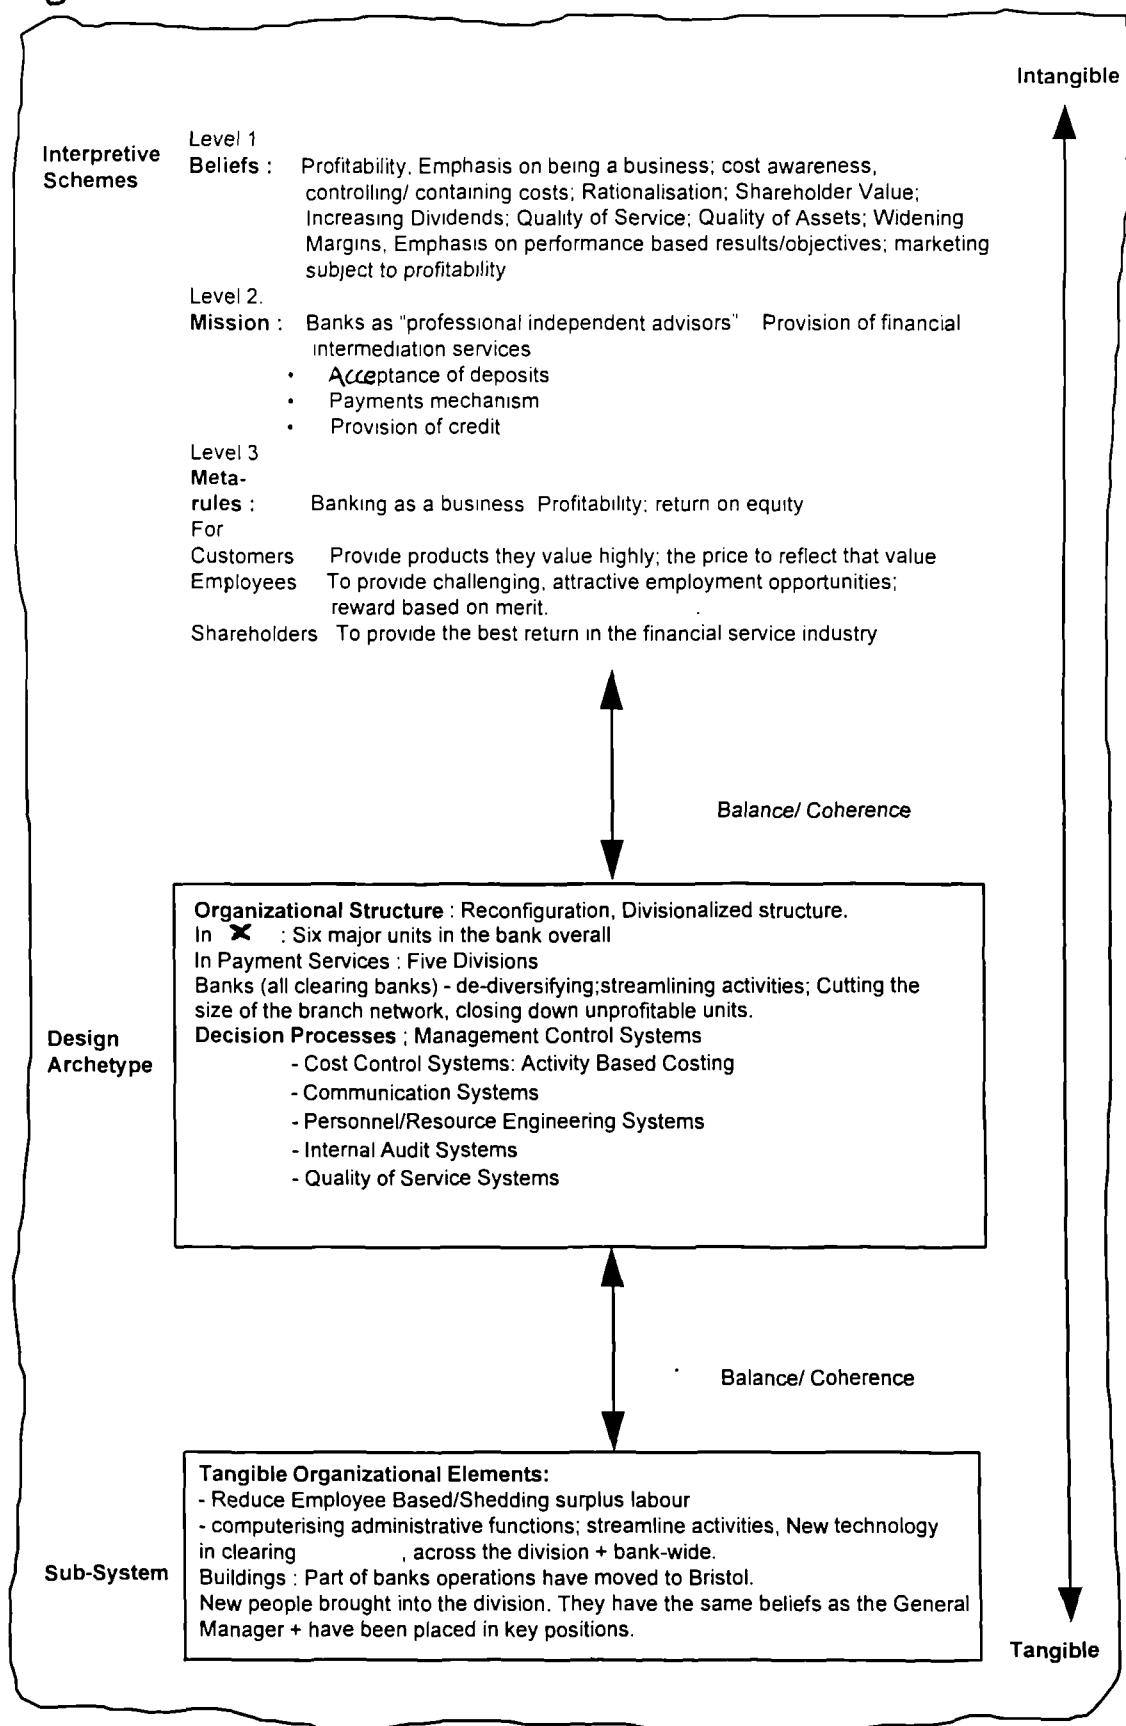 Intangible
Interpretive
Schemes
Level 1
Beliefs : Profitability, Emphasis on being a business; cost awareness,
controlling/ containing costs; Rationalisation; Shareholder Value;
Increasing Dividends; Quality of Service; Quality of Assets; Widening
Margins, Emphasis on performance based results/objectives; marketing
subject to profitability
Level 2.
Mission : Banks as "professional independent advisors" Provision of financial
intermediation services
• Acceptance of deposits
• Payments mechanism
• Provision of credit
Level 3
Meta-
rules : Banking as a business Profitability; return on equity
For
Customers Provide products they value highly; the price to reflect that value
Employees To provide challenging, attractive employment opportunities;
reward based on merit.
Shareholders To provide the best return in the financial service industry
Balance/ Coherence
Design
Archetype
Organizational Structure : Reconfiguration, Divisionalized structure.
In X : Six major units in the bank overall
In Payment Services : Five Divisions
Banks (all clearing banks) - de-diversifying;streamlining activities; Cutting the
size of the branch network, closing down unprofitable units.
Decision Processes ; Management Control Systems
- Cost Control Systems: Activity Based Costing
- Communication Systems
- Personnel/Resource Engineering Systems
- Internal Audit Systems
- Quality of Service Systems
Balance/ Coherence
Sub-System
Tangible Organizational Elements:
- Reduce Employee Based/Shedding surplus labour
- computerising administrative functions; streamline activities, New technology
in clearing , across the division + bank-wide.
Buildings : Part of banks operations have moved to Bristol.
New people brought into the division. They have the same beliefs as the General
Manager + have been placed in key positions.
Tangible